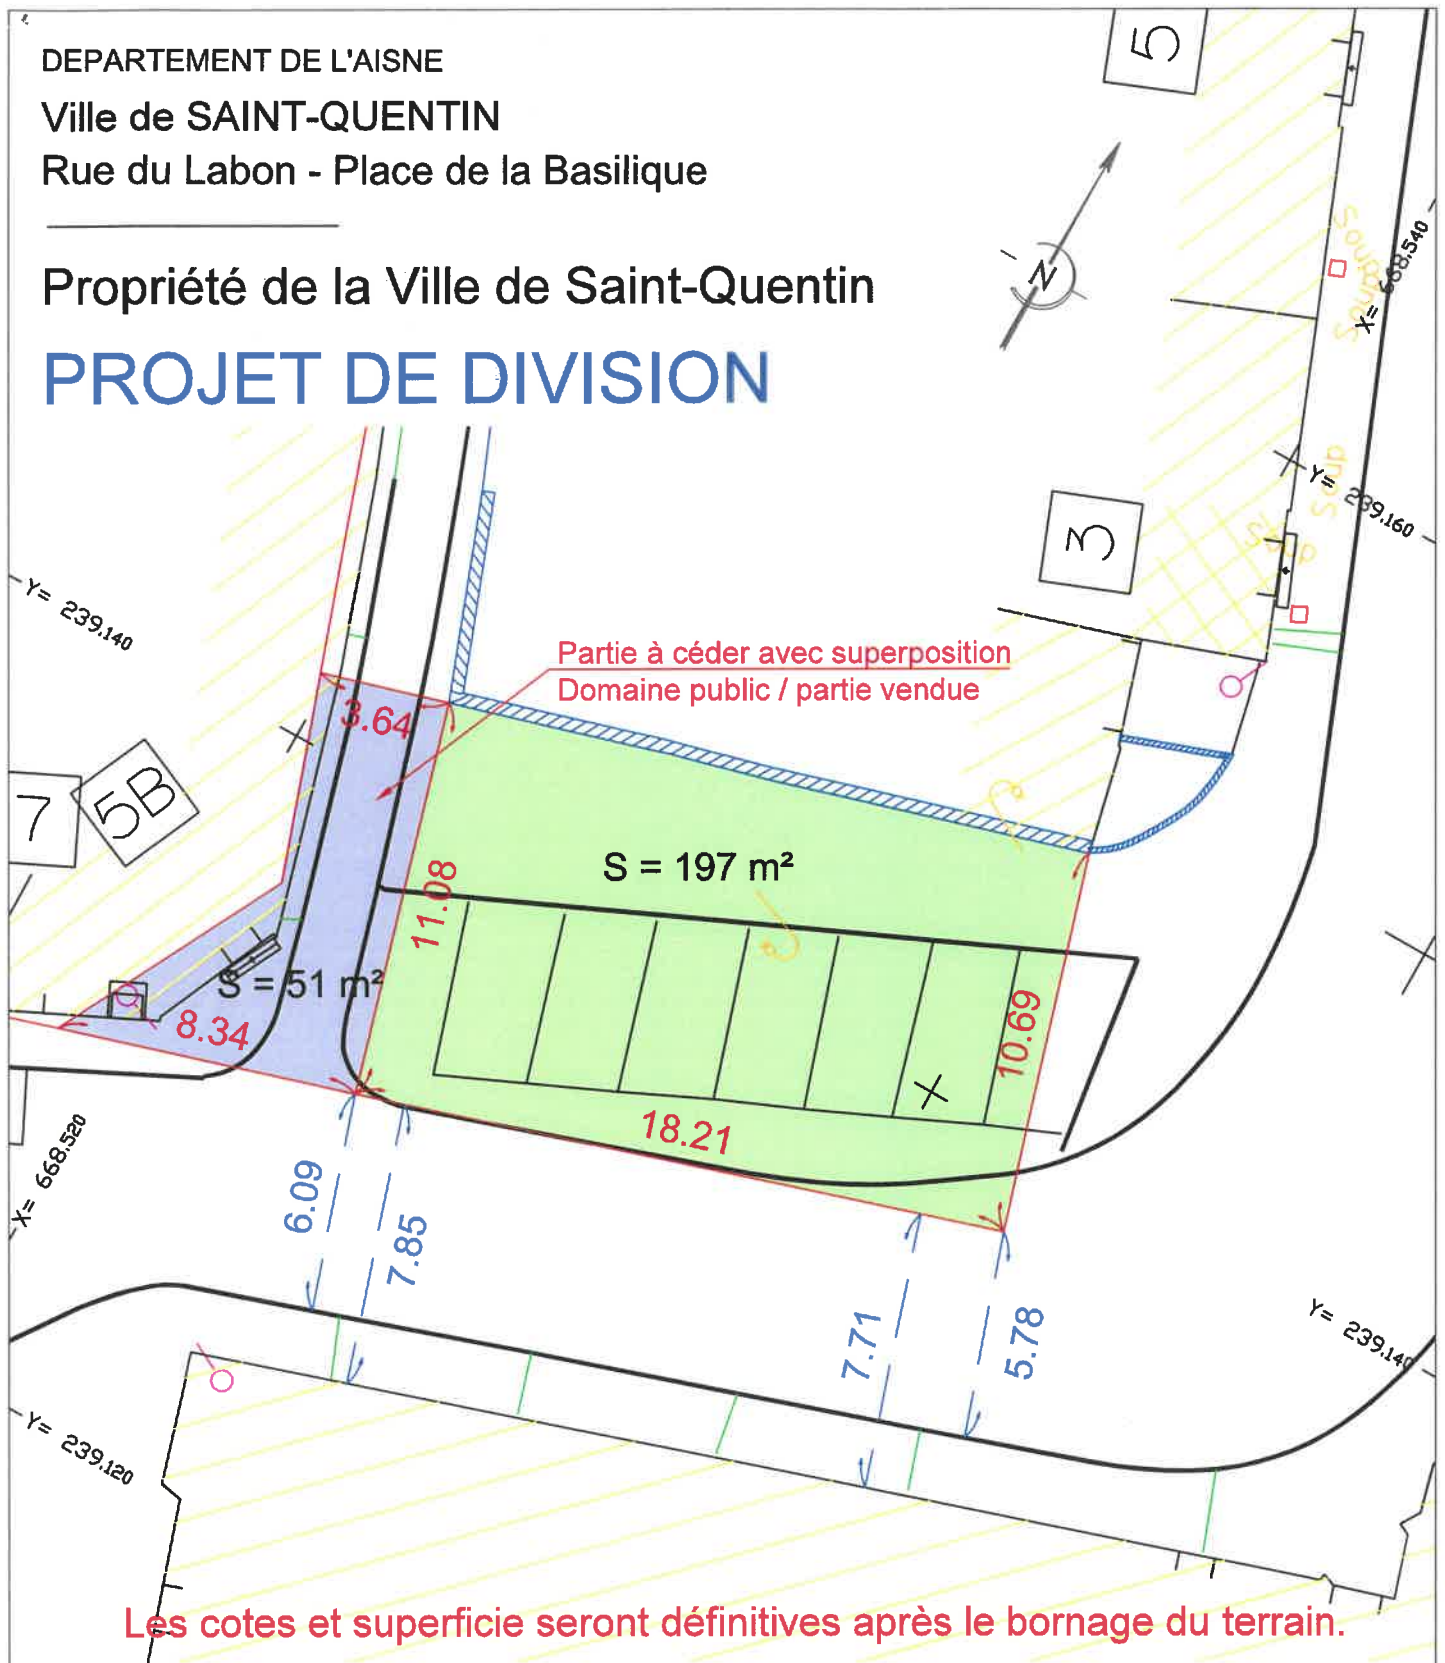 DEPARTEMENT DE L'AISNE
Ville de SAINT-QUENTIN
Rue du Labon - Place de la Basilique
Propriété de la Ville de Saint-Quentin
PROJET DE DIVISION
5
N
X= 668.540
Soup
Soup
Soup
Y= 239.160
Soup
3
Y= 239.140
Partie à céder avec superposition
Domaine public / partie vendue
3.64
7
5B
S = 197 m²
11.08
S = 51 m²
8.34
10.69
18.21
X= 668.520
6.09
7.85
7.71
5.78
Y= 239.140
Y= 239.120
Les cotes et superficie seront définitives après le bornage du terrain.